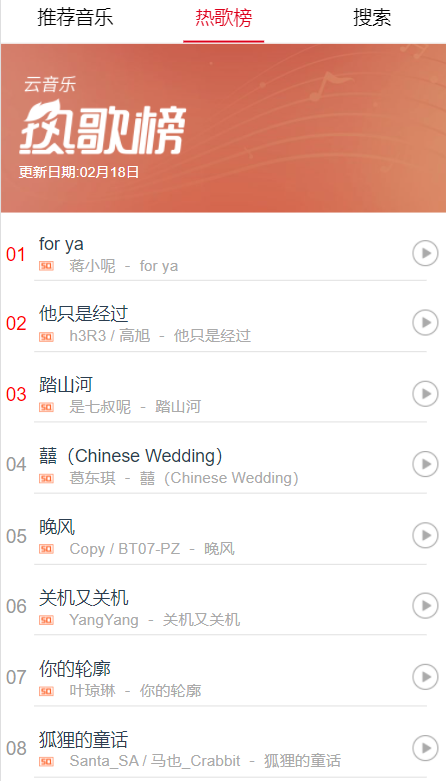 推荐音乐 热歌榜 搜索
云音乐
热歌榜
更新日期:02月18日
01 for ya
SQ 蒋小呢 - for ya
02 他只是经过
SQ h3R3 / 高旭 - 他只是经过
03 踏山河
SQ 是七叔呢 - 踏山河
04 囍（Chinese Wedding）
SQ 葛东琪 - 囍（Chinese Wedding）
05 晚风
SQ Copy / BT07-PZ - 晚风
06 关机又关机
SQ YangYang - 关机又关机
07 你的轮廓
SQ 叶琼琳 - 你的轮廓
08 狐狸的童话
SQ Santa_SA / 马也_Crabbit - 狐狸的童话